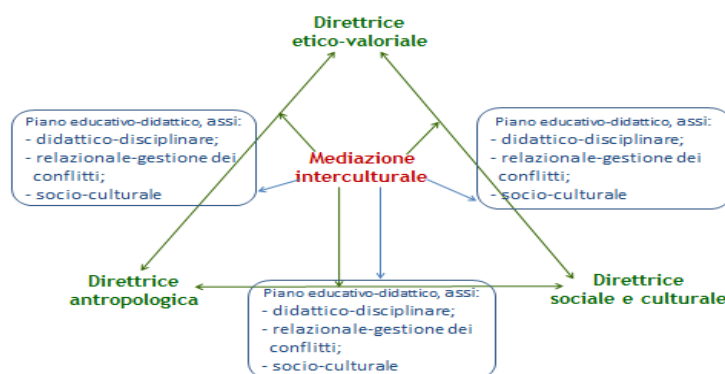 Direttrice
etico-valoriale
Piano educativo-didattico, assi:
- didattico-disciplinare;
- relazionale-gestione dei
conflitti;
- socio-culturale
Mediazione
interculturale
Piano educativo-didattico, assi:
- didattico-disciplinare;
- relazionale-gestione dei
conflitti;
- socio-culturale
Direttrice
antropologica
Piano educativo-didattico, assi:
- didattico-disciplinare;
- relazionale-gestione dei
conflitti;
- socio-culturale
Direttrice
sociale e culturale